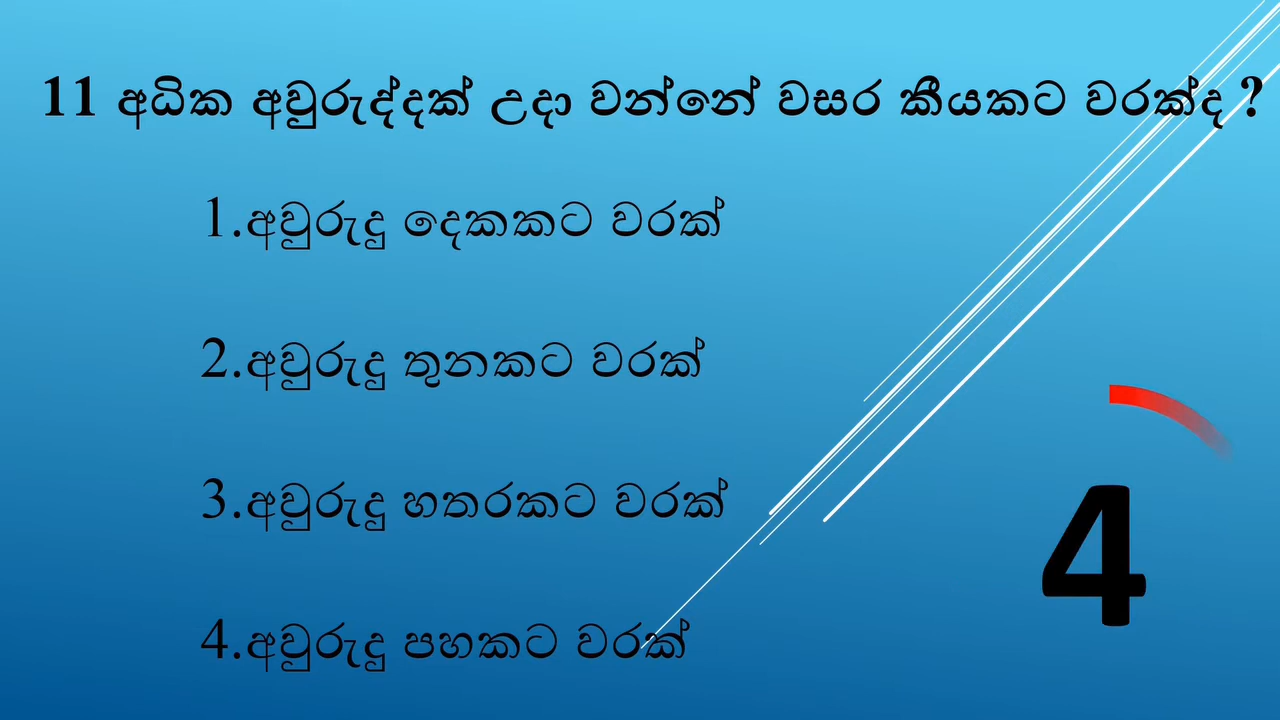 11 අධික අවුරුද්දක් උදා වන්නේ වසර කීයකට වරක්ද ?
1.අවුරුදු දෙකකට වරක්
2.අවුරුදු තුනකට වරක්
3.අවුරුදු හතරකට වරක්
4.අවුරුදු පහකට වරක්
4